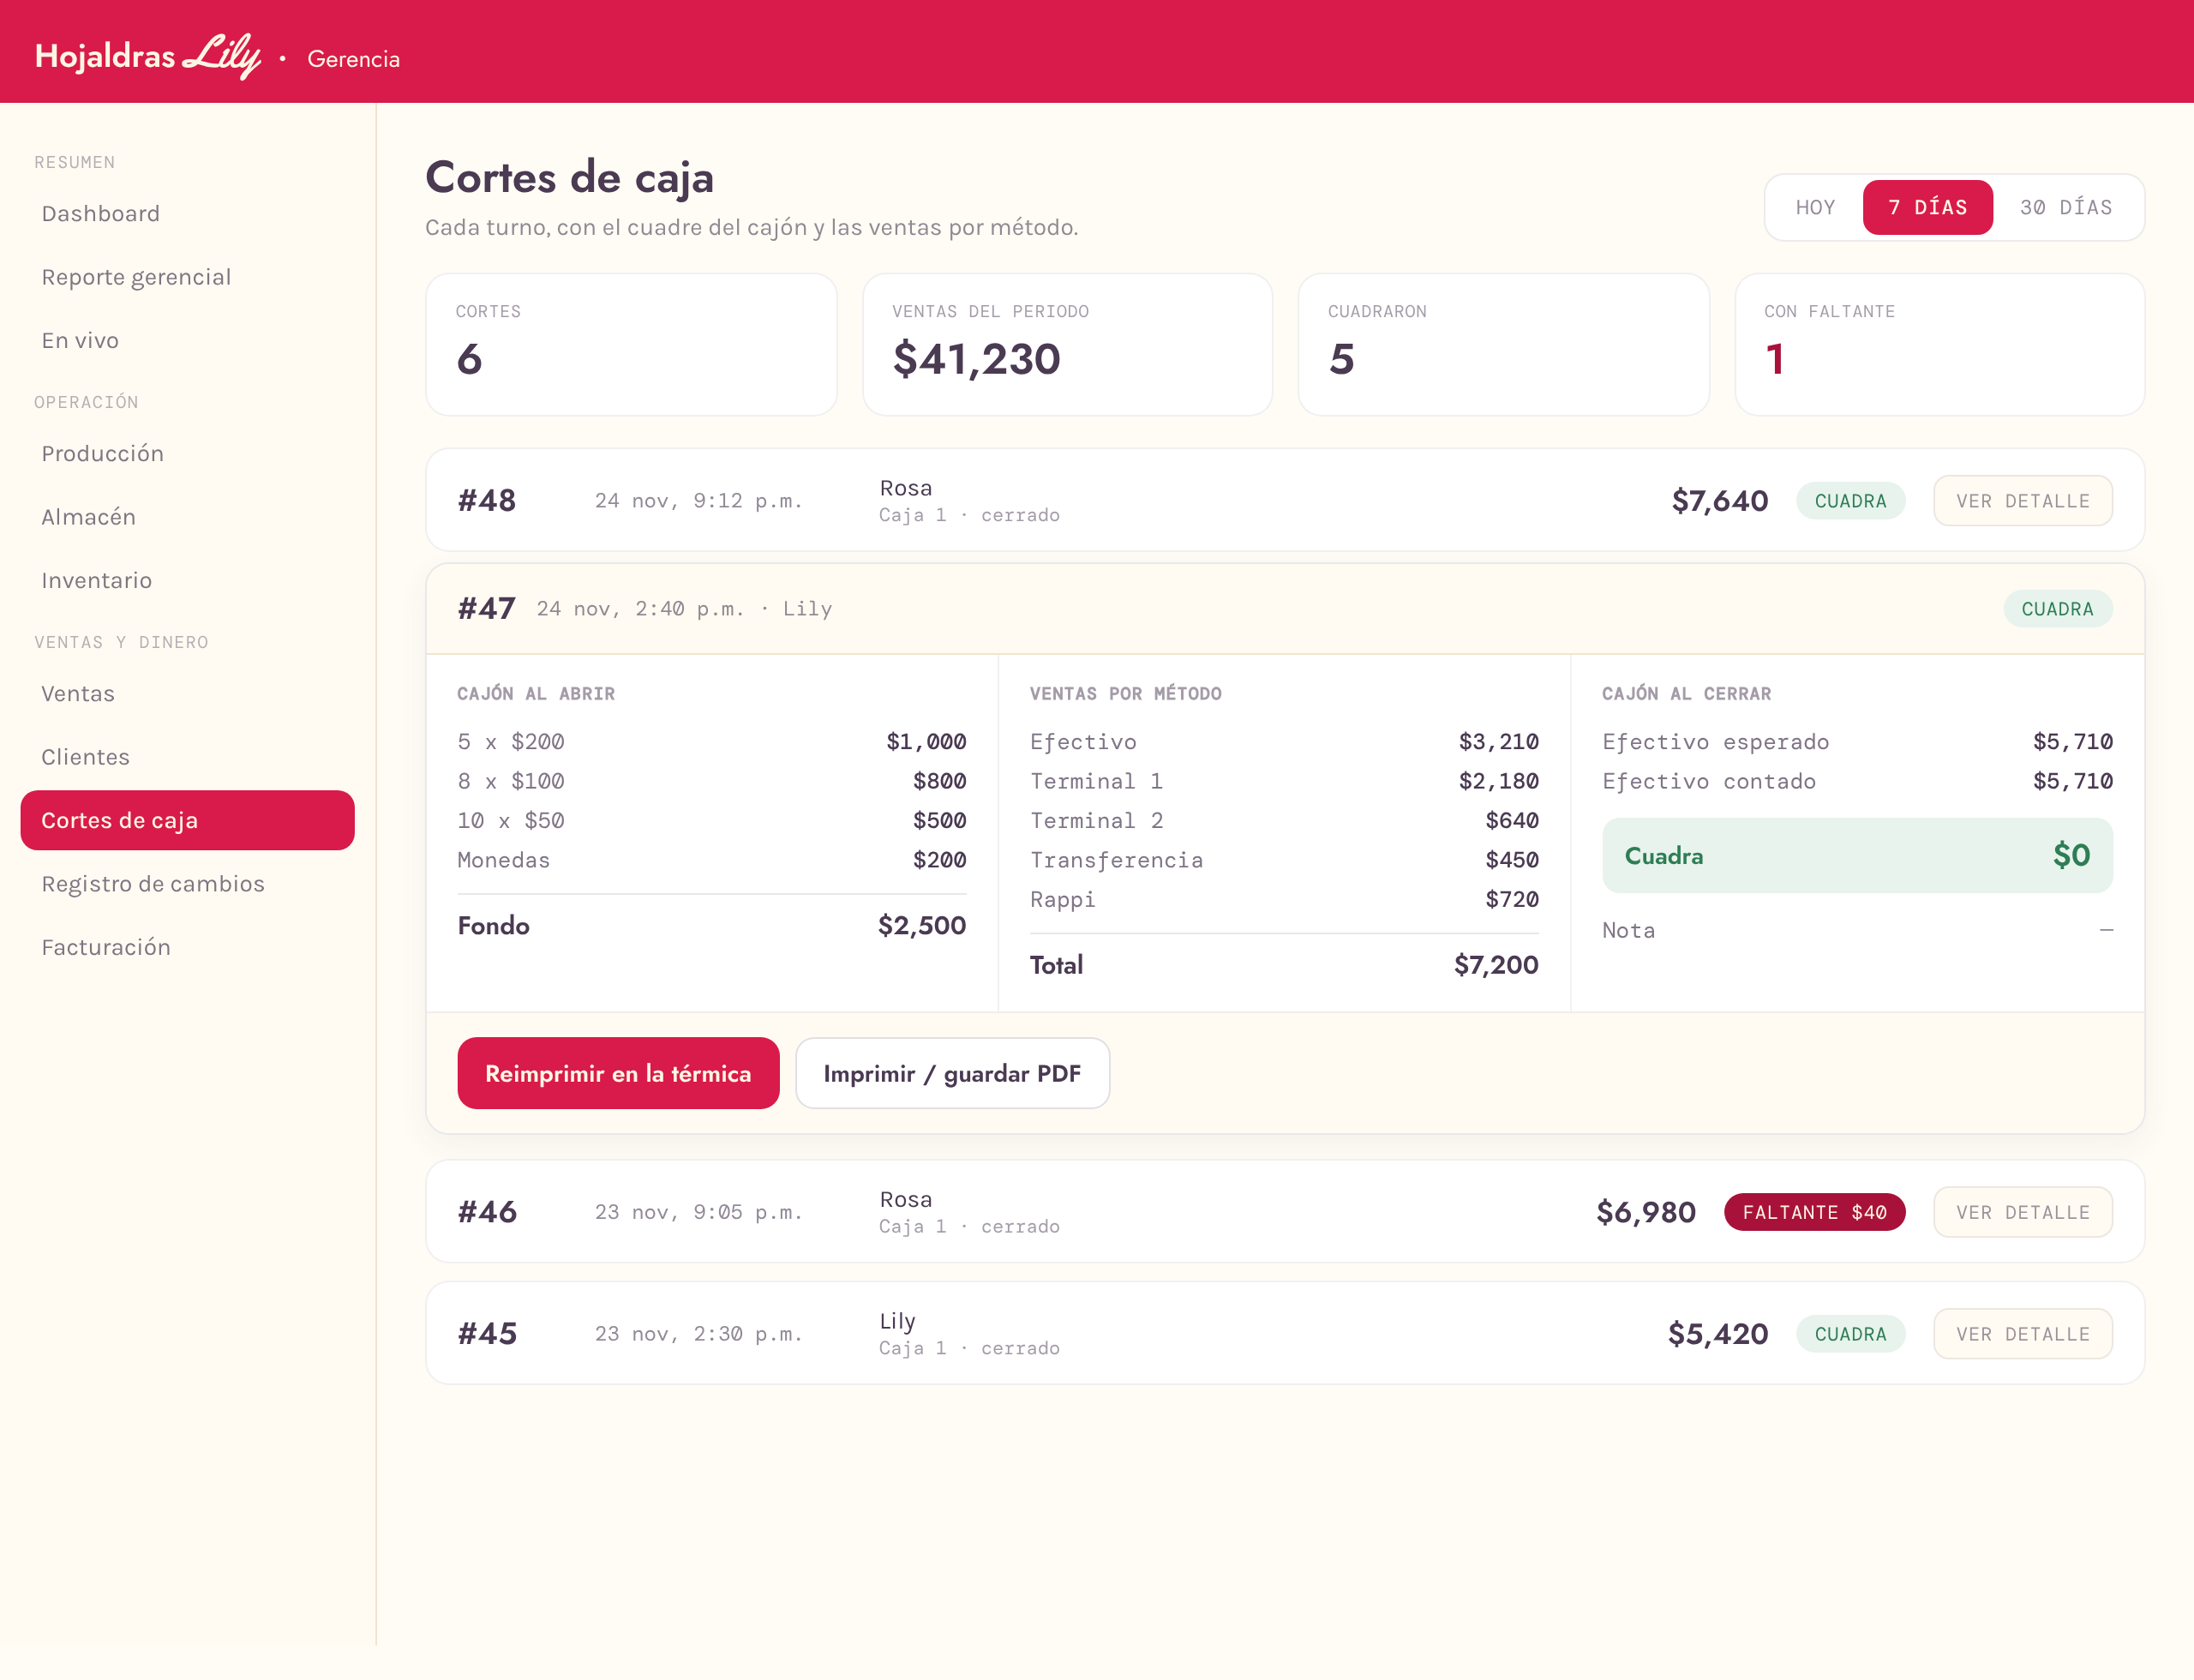 Hojaldras Lily · Gerencia
RESUMEN
Dashboard
Reporte gerencial
En vivo
OPERACIÓN
Producción
Almacén
Inventario
VENTAS Y DINERO
Ventas
Clientes
Cortes de caja
Registro de cambios
Facturación
Cortes de caja
Cada turno, con el cuadre del cajón y las ventas por método.
HOY 7 DÍAS 30 DÍAS
CORTES
6
VENTAS DEL PERIODO
$41,230
CUADRARON
5
CON FALTANTE
1
#48 24 nov, 9:12 p.m. Rosa
Caja 1 · cerrado
$7,640 CUADRA VER DETALLE
#47 24 nov, 2:40 p.m. · Lily CUADRA
CAJÓN AL ABRIR
5 x $200 $1,000
8 x $100 $800
10 x $50 $500
Monedas $200
Fondo $2,500
VENTAS POR MÉTODO
Efectivo $3,210
Terminal 1 $2,180
Terminal 2 $640
Transferencia $450
Rappi $720
Total $7,200
CAJÓN AL CERRAR
Efectivo esperado $5,710
Efectivo contado $5,710
Cuadra $0
Nota —
Reimprimir en la térmica Imprimir / guardar PDF
#46 23 nov, 9:05 p.m. Rosa
Caja 1 · cerrado
$6,980 FALTANTE $40 VER DETALLE
#45 23 nov, 2:30 p.m. Lily
Caja 1 · cerrado
$5,420 CUADRA VER DETALLE